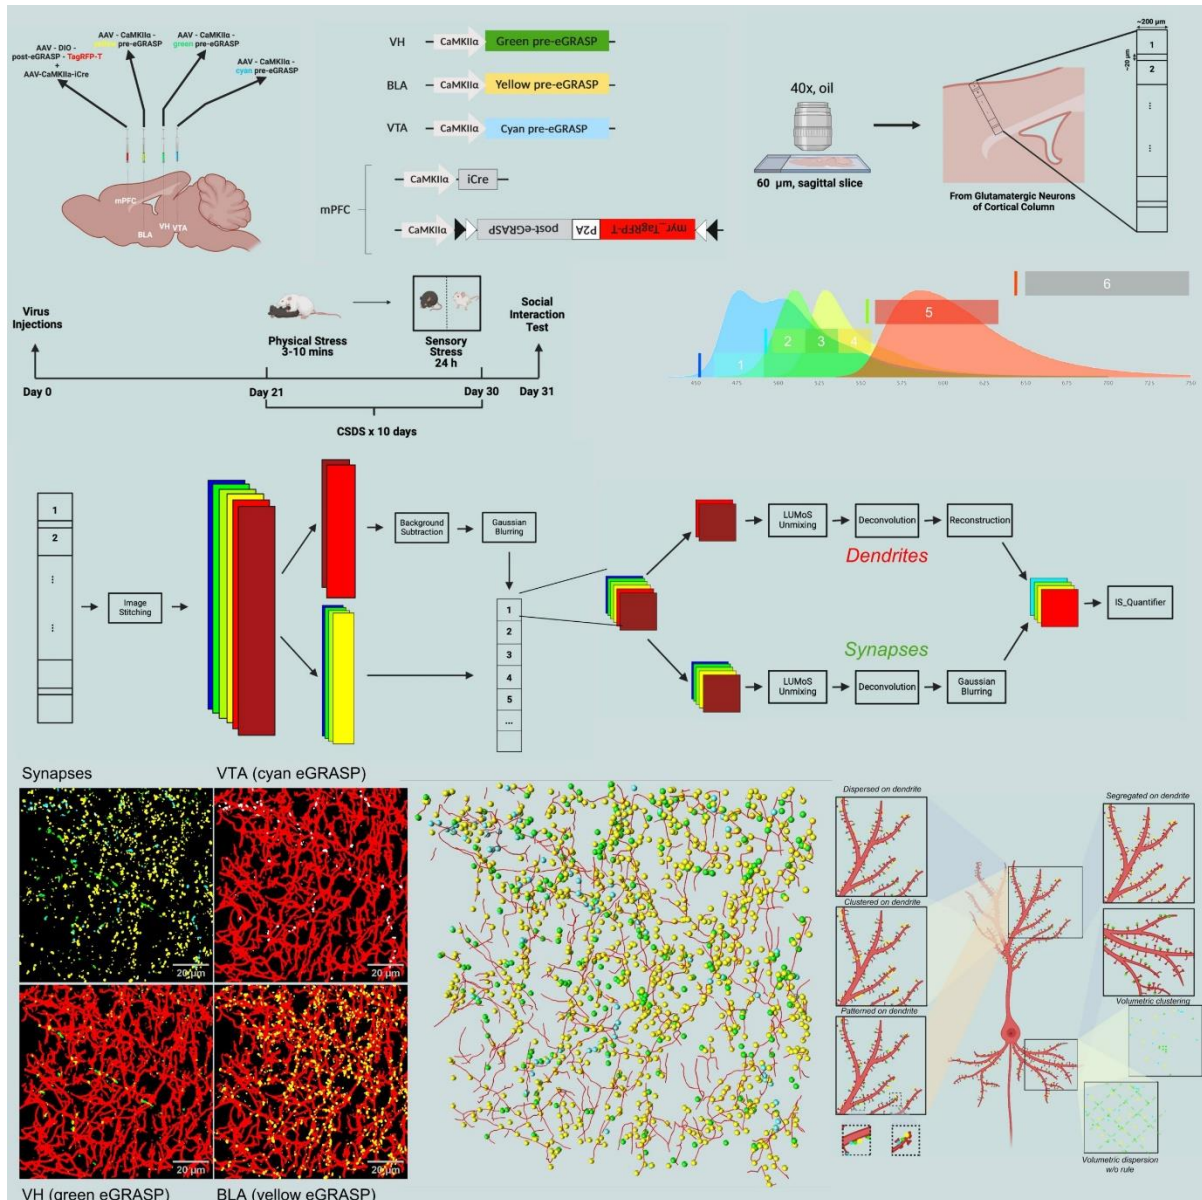 AAV - DIO -
post-eGRASP - TagRFP-T
+
AAV-CaMKIIa-iCre
AAV - CaMKIIα -
yellow pre-eGRASP
AAV - CaMKIIα -
green pre-eGRASP
AAV - CaMKIIα -
cyan pre-eGRASP
mPFC
BLA
VH
VTA
VH
CaMKIIα
Green pre-eGRASP
BLA
CaMKIIα
Yellow pre-eGRASP
VTA
CaMKIIα
Cyan pre-eGRASP
mPFC
CaMKIIα
iCre
CaMKIIα
post-eGRASP
P2A
myr_TagRFP-T
40x, oil
60 µm, sagittal slice
From Glutamatergic Neurons
of Cortical Column
~200 µm
~20 µm
1
2
...
...
Virus
Injections
Physical Stress
3-10 mins
Sensory
Stress
24 h
Social
Interaction
Test
Day 0
Day 21
Day 30
Day 31
CSDS x 10 days
1
2
3
4
5
6
450
475
500
525
550
575
600
625
650
675
700
725
750
1
2
...
...
Image
Stitching
Background
Subtraction
Gaussian
Blurring
1
2
3
4
5
...
LUMoS
Unmixing
Deconvolution
Reconstruction
Dendrites
Synapses
LUMoS
Unmixing
Deconvolution
Gaussian
Blurring
IS_Quantifier
Synapses
VTA (cyan eGRASP)
20 µm
20 µm
20 µm
20 µm
VH (green eGRASP)
BLA (yellow eGRASP)
Dispersed on dendrite
Clustered on dendrite
Patterned on dendrite
Segregated on dendrite
Volumetric clustering
Volumetric dispersion
w/o rule